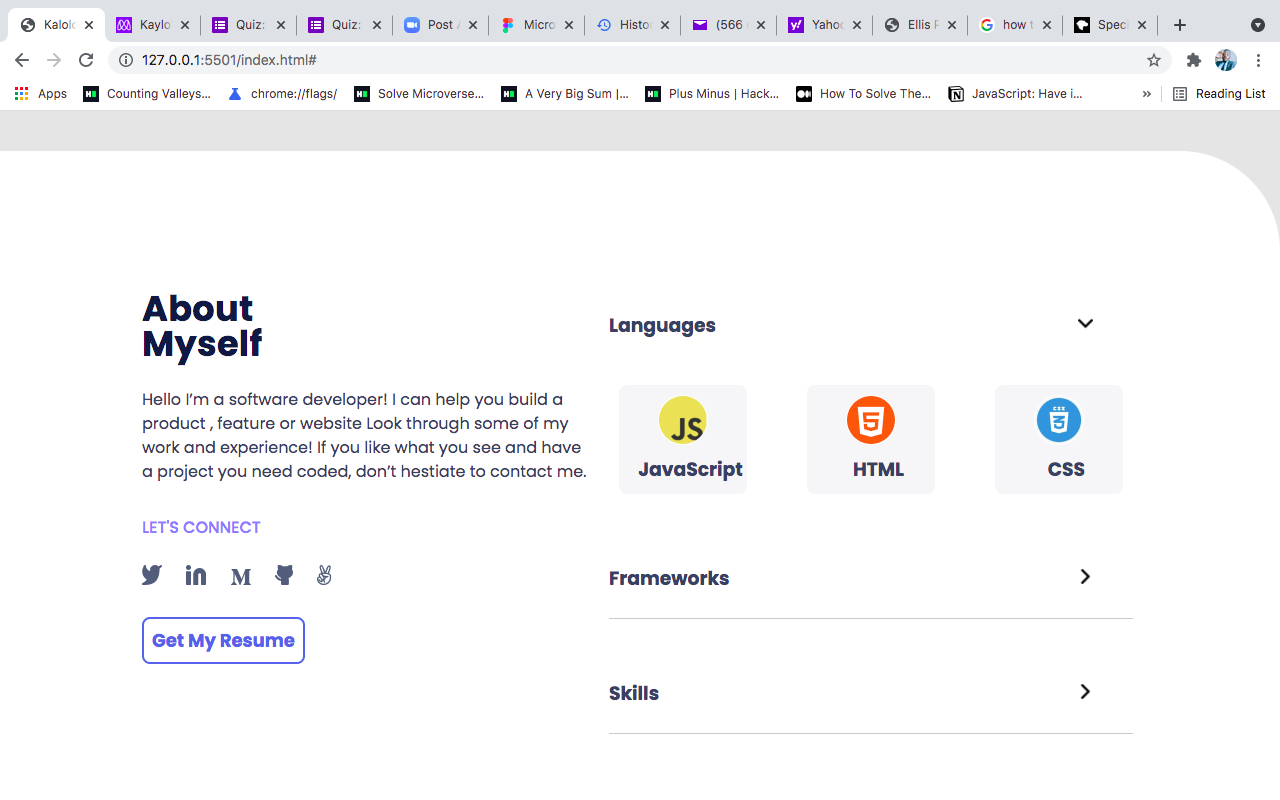 Kalo
Kaylo
Quiz:
Quiz:
Post
Micro
Histo
(566
Yaho
Ellis
how t
Speci
127.0.0.1:5501/index.html#
Apps
Counting Valleys...
chrome://flags/
Solve Microverse...
A Very Big Sum |...
Plus Minus | Hack...
How To Solve The...
JavaScript: Have i...
»
Reading List
About
Myself
Hello I’m a software developer! I can help you build a
product , feature or website Look through some of my
work and experience! If you like what you see and have
a project you need coded, don’t hestiate to contact me.
LET'S CONNECT
Get My Resume
Languages
JS
JavaScript
5
HTML
CSS
3
CSS
Frameworks
Skills